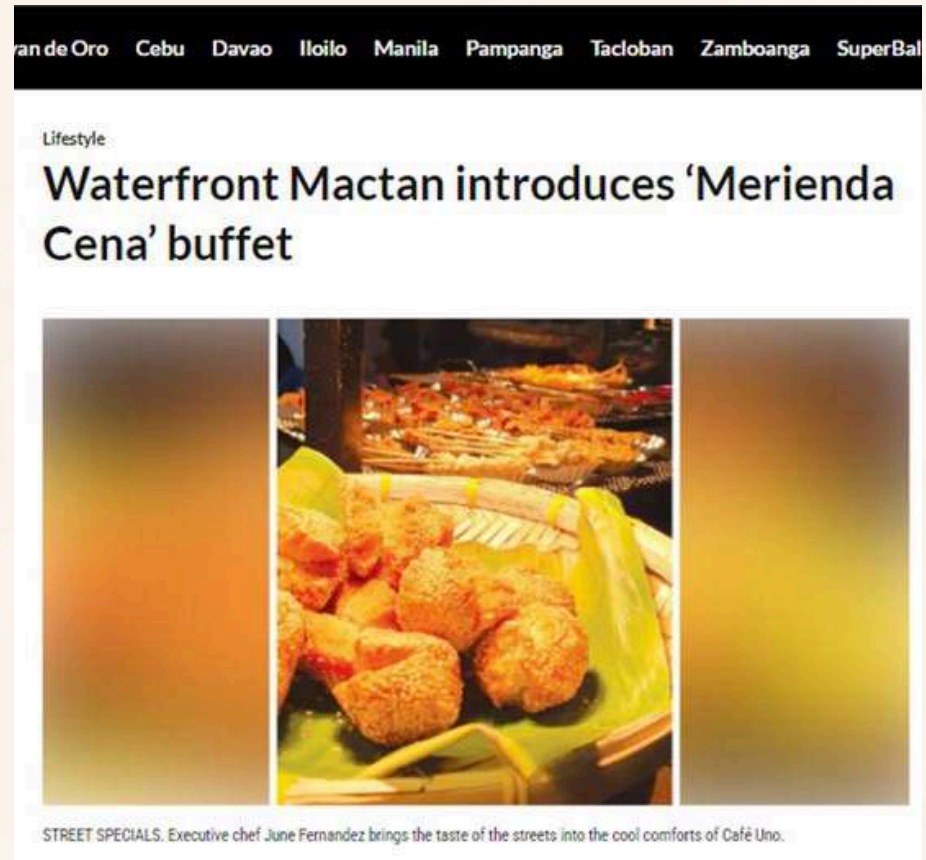 van de Oro Cebu Davao Iloilo Manila Pampanga Tacloban Zamboanga SuperBal
Lifestyle
Waterfront Mactan introduces ‘Merienda
Cena’ buffet
STREET SPECIALS. Executive chef June Fernandez brings the taste of the streets into the cool comforts of Café Uno.